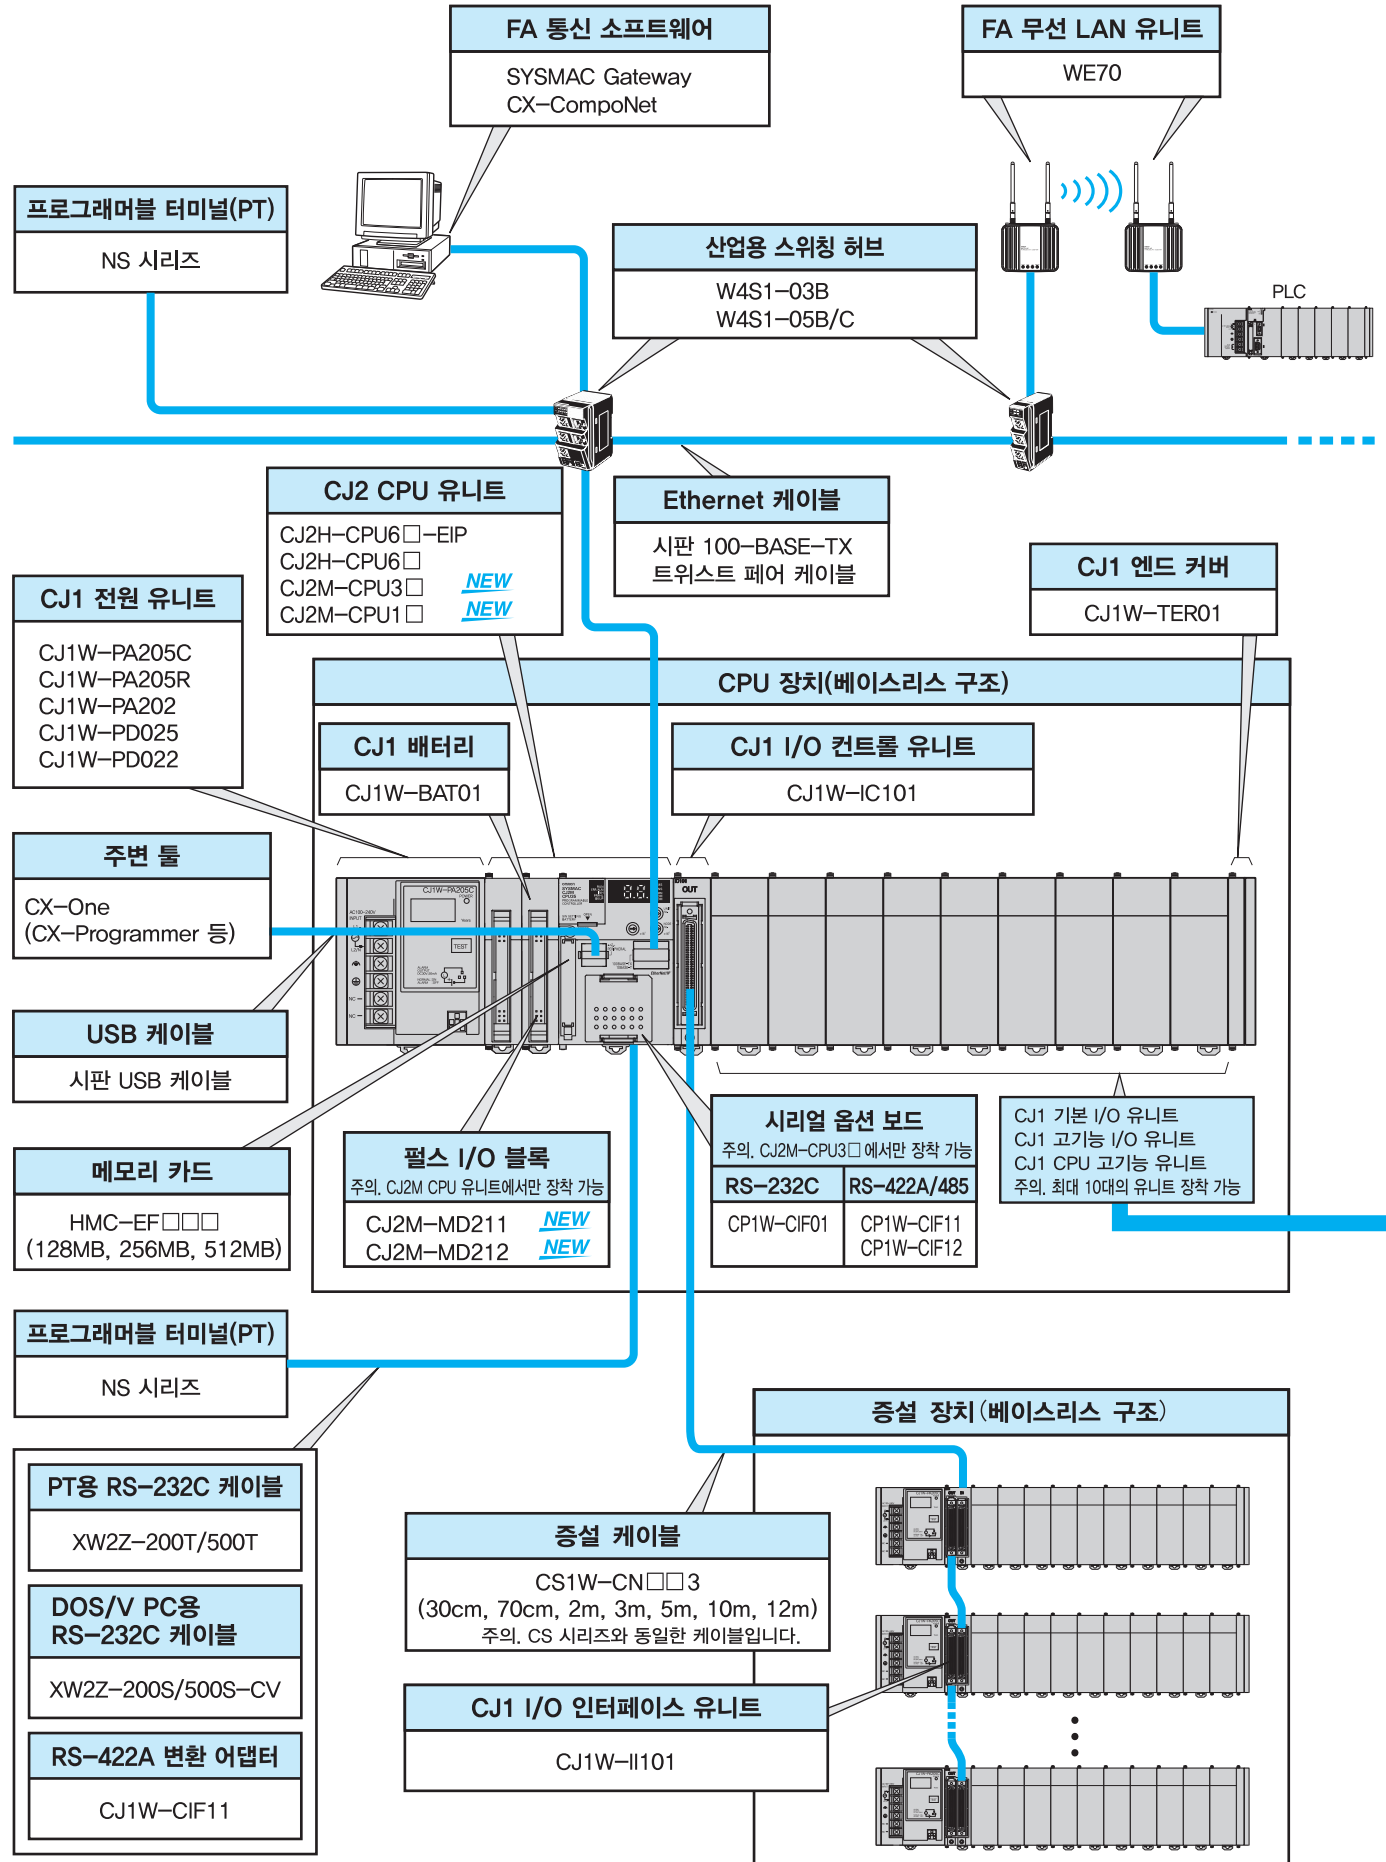 FA 통신 소프트웨어
SYSMAC Gateway
CX-CompoNet
FA 무선 LAN 유니트
WE70
프로그래머블 터미널(PT)
NS 시리즈
산업용 스위칭 허브
W4S1-03B
W4S1-05B/C
PLC
CJ2 CPU 유니트
CJ2H-CPU6□-EIP
CJ2H-CPU6□
CJ2M-CPU3□ NEW
CJ2M-CPU1□ NEW
Ethernet 케이블
시판 100-BASE-TX
트위스트 페어 케이블
CJ1 엔드 커버
CJ1W-TER01
CJ1 전원 유니트
CJ1W-PA205C
CJ1W-PA205R
CJ1W-PA202
CJ1W-PD025
CJ1W-PD022
CPU 장치(베이스리스 구조)
CJ1 배터리
CJ1W-BAT01
CJ1 I/O 컨트롤 유니트
CJ1W-IC101
주변 툴
CX-One
(CX-Programmer 등)
CJ1W-PA205C
POWER
AC100-240V
INPUT
TEST
NC
NC
SYSMAC
CJ2M
OPEN
OUT
USB 케이블
시판 USB 케이블
메모리 카드
HMC-EF□□□
(128MB, 256MB, 512MB)
펄스 I/O 블록
주의. CJ2M CPU 유니트에서만 장착 가능
CJ2M-MD211 NEW
CJ2M-MD212 NEW
시리얼 옵션 보드
주의. CJ2M-CPU3□에서만 장착 가능
RS-232C RS-422A/485
CP1W-CIF01 CP1W-CIF11
CP1W-CIF12
CJ1 기본 I/O 유니트
CJ1 고기능 I/O 유니트
CJ1 CPU 고기능 유니트
주의. 최대 10대의 유니트 장착 가능
프로그래머블 터미널(PT)
NS 시리즈
PT용 RS-232C 케이블
XW2Z-200T/500T
DOS/V PC용
RS-232C 케이블
XW2Z-200S/500S-CV
RS-422A 변환 어댑터
CJ1W-CIF11
증설 장치(베이스리스 구조)
증설 케이블
CS1W-CN□□3
(30cm, 70cm, 2m, 3m, 5m, 10m, 12m)
주의. CS 시리즈와 동일한 케이블입니다.
CJ1 I/O 인터페이스 유니트
CJ1W-II101